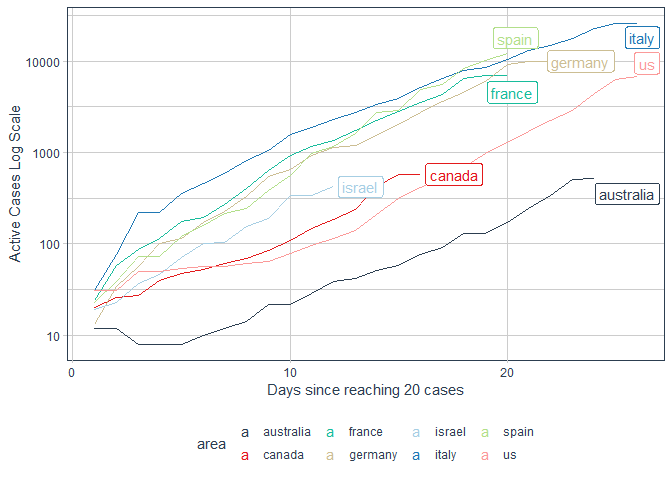 Active Cases Log Scale
10000
1000
100
10
spain
italy
germany
us
france
canada
israel
australia
0 10 20
Days since reaching 20 cases
area
a australia a france a israel a spain
a canada a germany a italy a us